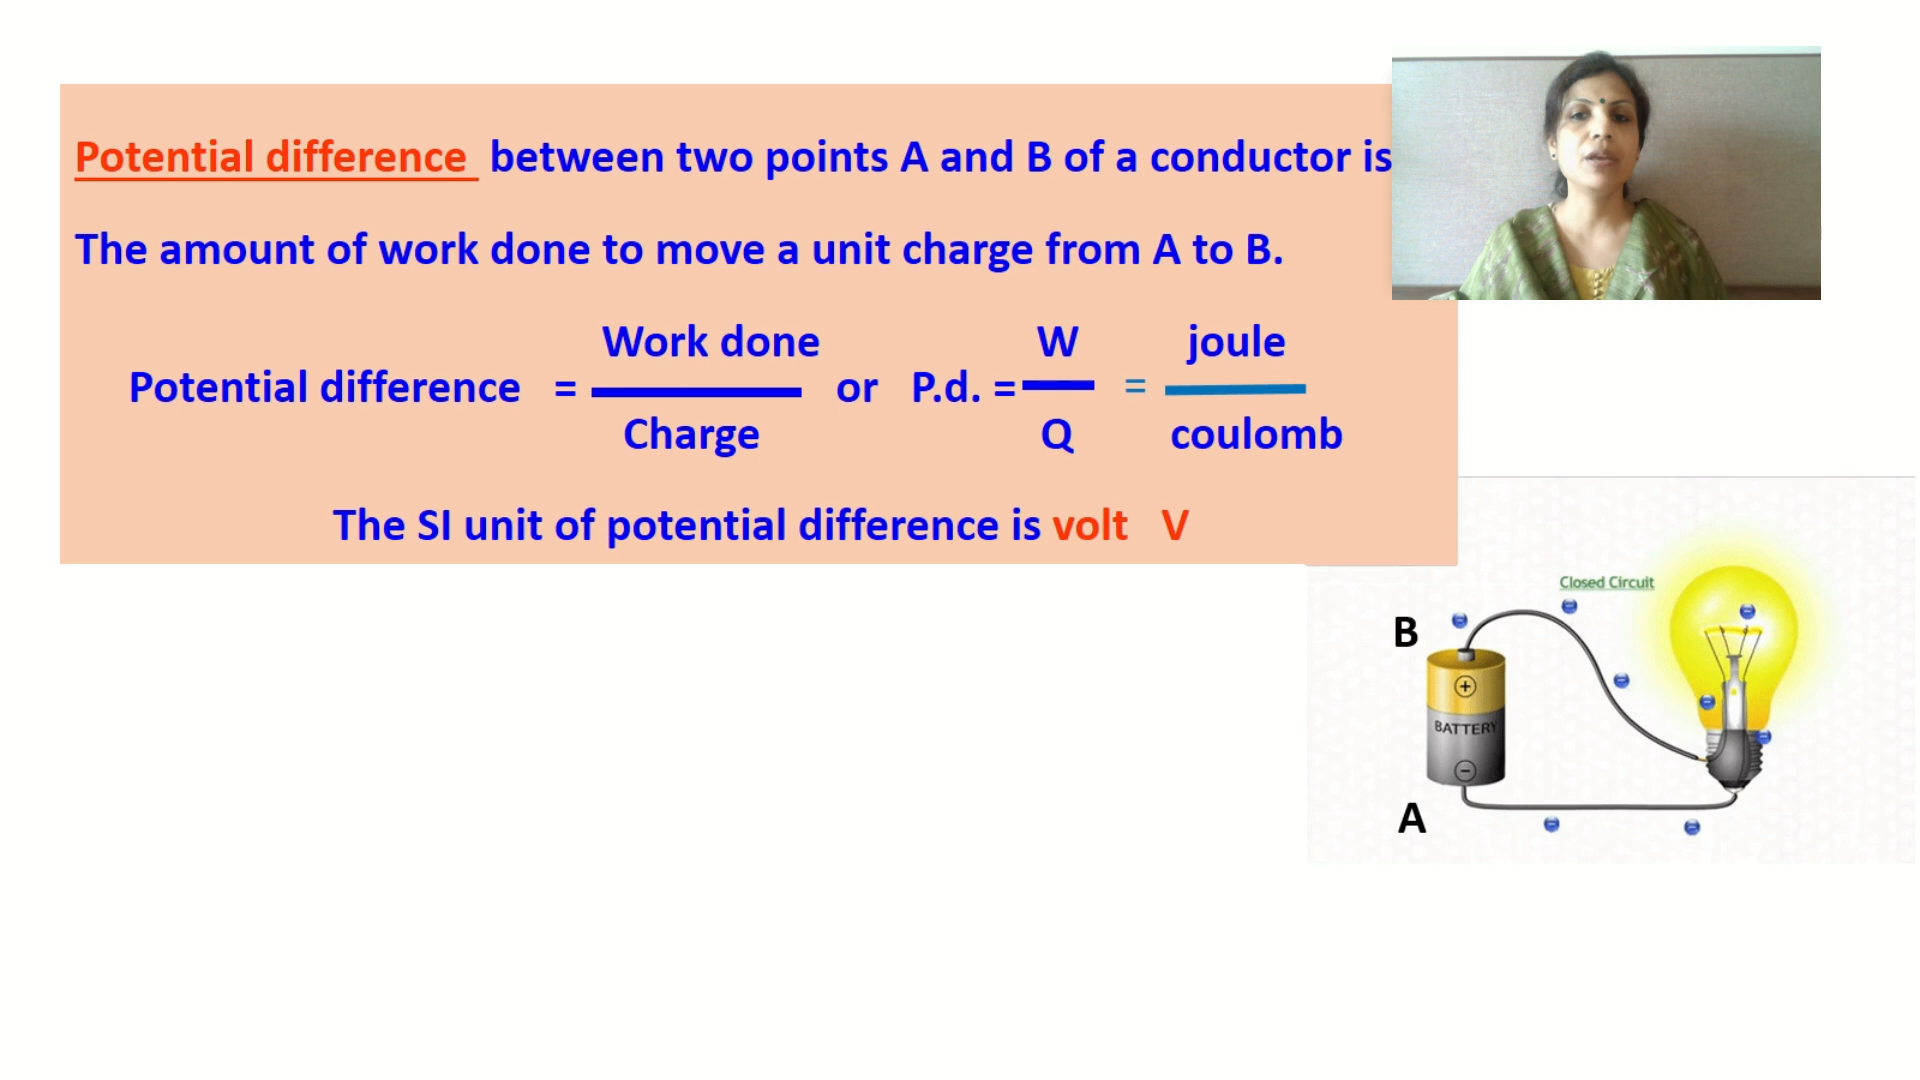 Potential difference between two points A and B of a conductor is
The amount of work done to move a unit charge from A to B.
Work done
W
joule
Potential difference =
or P.d. =
=
Charge
Q
coulomb
The SI unit of potential difference is volt V
Closed Circuit
B
+
BATTERY
−
A